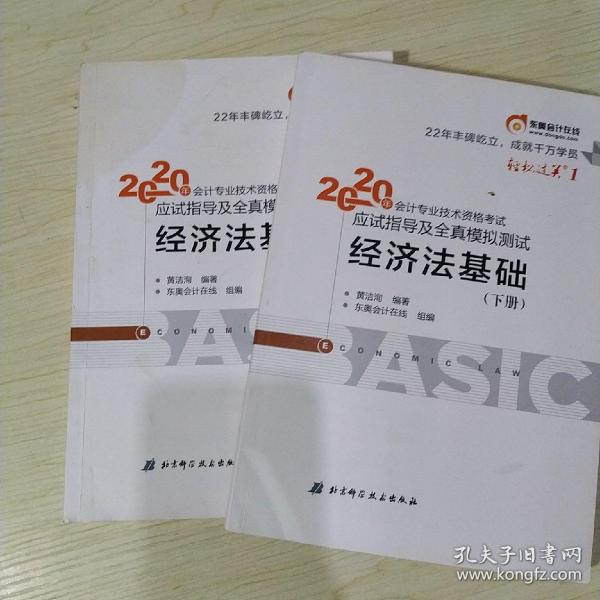 22年丰碑屹立，
2020年会计专业技术资格
应试指导及全真模
经济法基
黄洁洵 编著
东奥会计在线 组编
ECONOMIC
BAS
北京科学技术出版社
东奥会计在线
www.dongao.com
22年丰碑屹立，成就千万学员
轻松过关®1
2020年会计专业技术资格考试
应试指导及全真模拟测试
经济法基础
（下册）
黄洁洵 编著
东奥会计在线 组编
ECONOMIC LAW
BASIC
北京科学技术出版社
孔夫子旧书网
www.kongfz.com